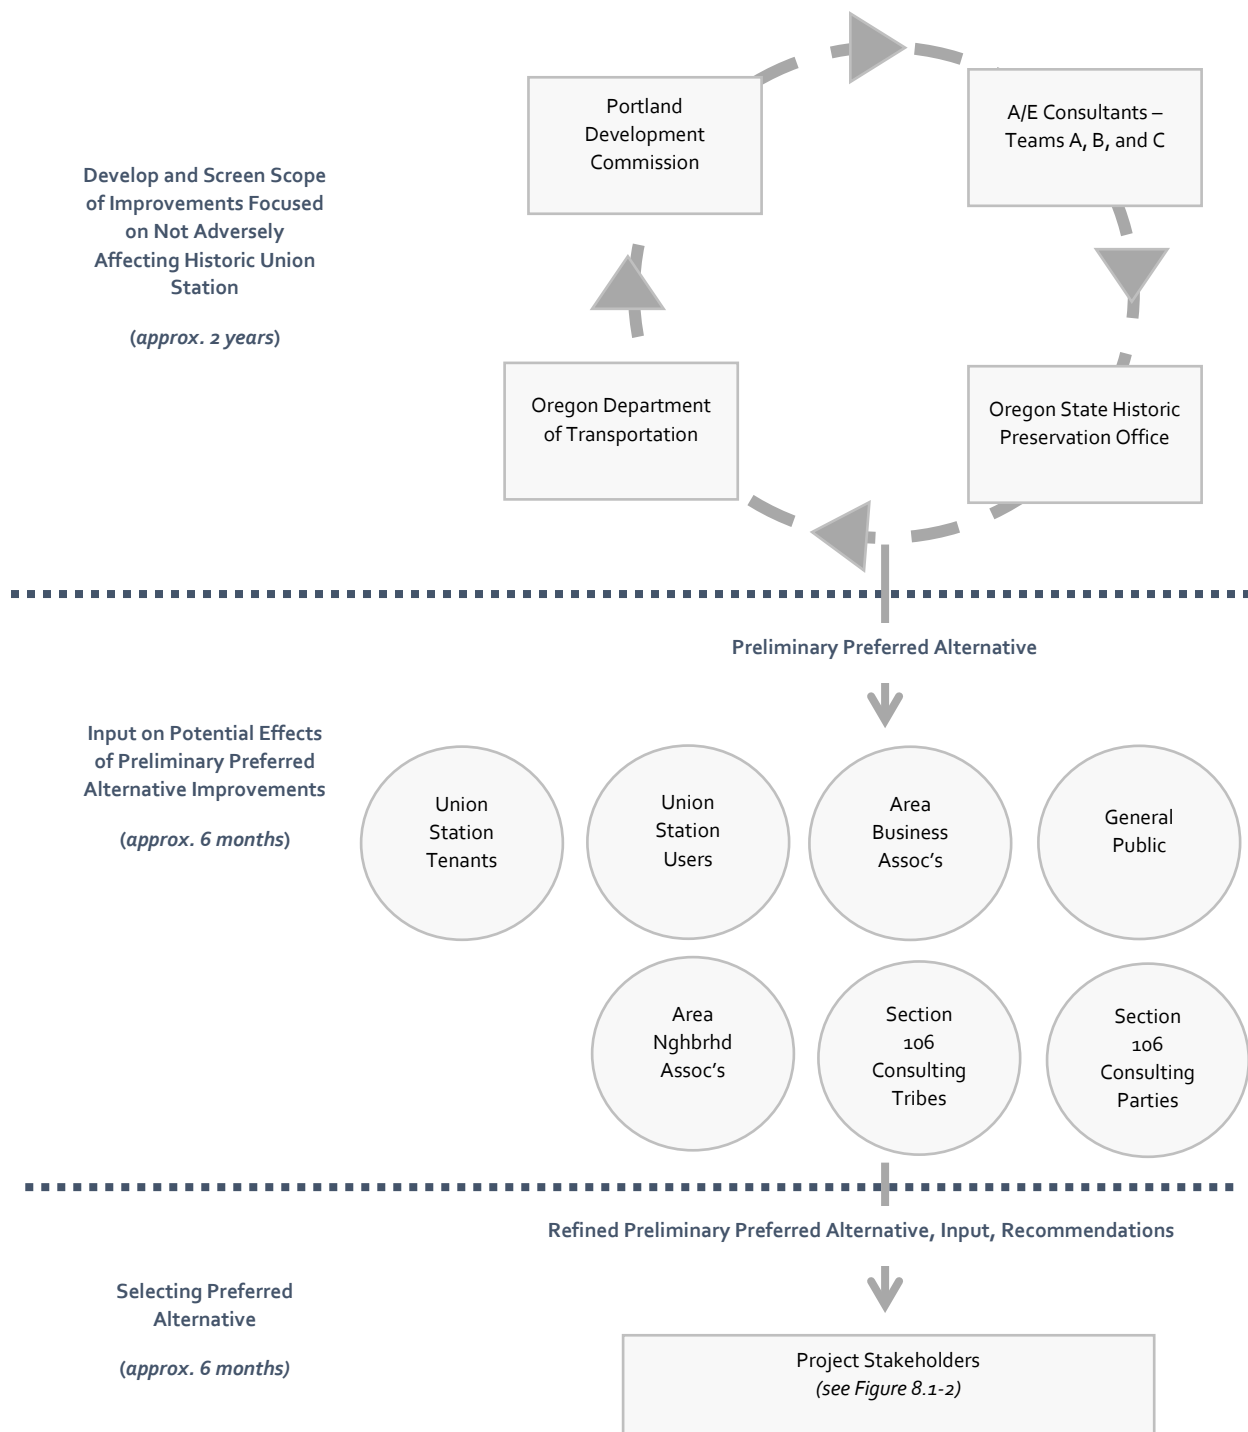 Portland
Development
Commission
A/E Consultants –
Teams A, B, and C
Develop and Screen Scope
of Improvements Focused
on Not Adversely
Affecting Historic Union
Station
(approx. 2 years)
Oregon Department
of Transportation
Oregon State Historic
Preservation Office
Preliminary Preferred Alternative
Input on Potential Effects
of Preliminary Preferred
Alternative Improvements
(approx. 6 months)
Union
Station
Tenants
Union
Station
Users
Area
Business
Assoc's
General
Public
Area
Nghbrhd
Assoc's
Section
106
Consulting
Tribes
Section
106
Consulting
Parties
Refined Preliminary Preferred Alternative, Input, Recommendations
Selecting Preferred
Alternative
(approx. 6 months)
Project Stakeholders
(see Figure 8.1-2)